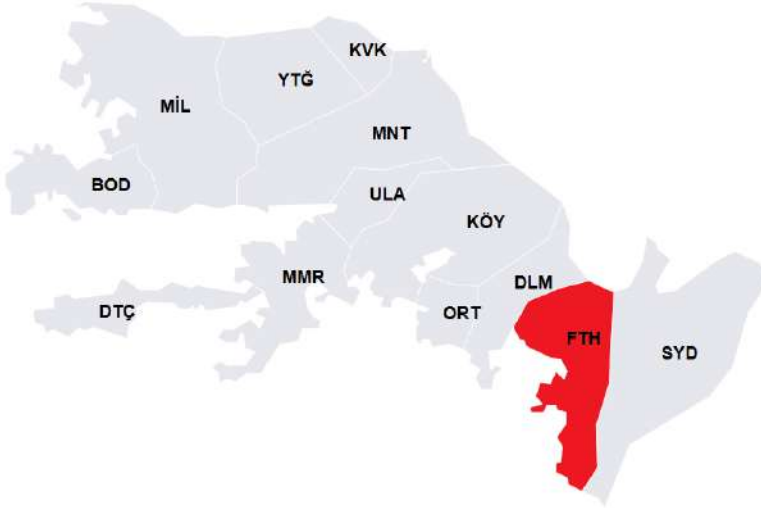 KVK
YTĞ
MİL
MNT
BOD
ULA
KÖY
MMR
DLM
DTÇ
ORT
FTH
SYD